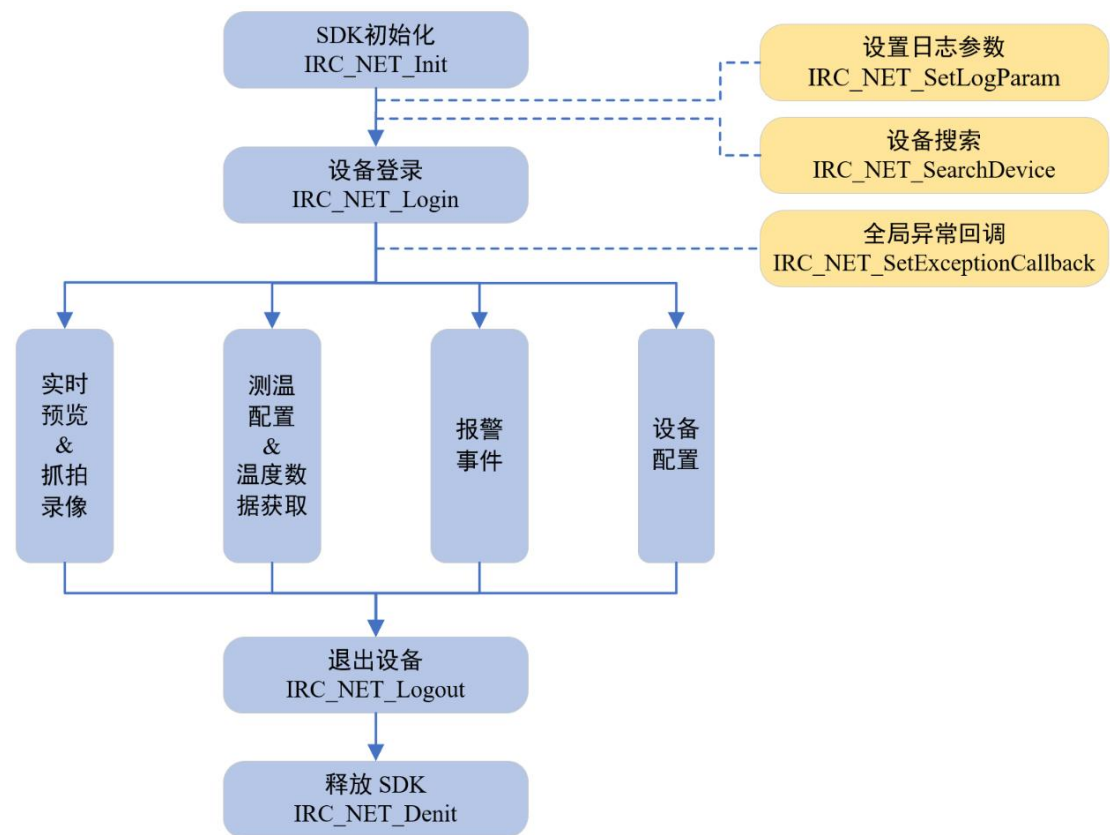 SDK初始化
IRC_NET_Init
设置日志参数
IRC_NET_SetLogParam
设备搜索
IRC_NET_SearchDevice
设备登录
IRC_NET_Login
全局异常回调
IRC_NET_SetExceptionCallback
实时
预览
&
抓拍
录像
测温
配置
&
温度数
据获取
报警
事件
设备
配置
退出设备
IRC_NET_Logout
释放 SDK
IRC_NET_Denit